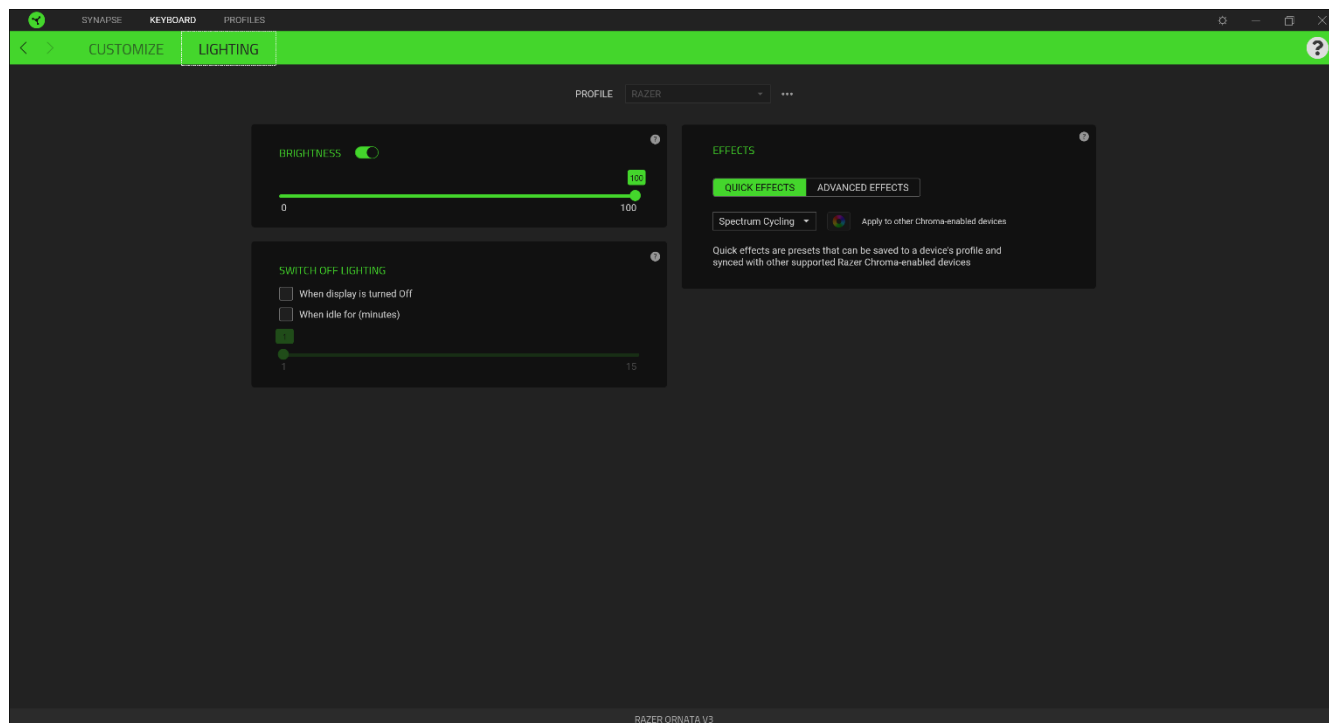 SYNAPSE KEYBOARD PROFILES
CUSTOMIZE LIGHTING
?
PROFILE RAZER
BRIGHTNESS
?
100
0 100
SWITCH OFF LIGHTING
?
When display is turned Off
When idle for (minutes)
1
1 15
EFFECTS
?
QUICK EFFECTS ADVANCED EFFECTS
Spectrum Cycling Apply to other Chroma-enabled devices
Quick effects are presets that can be saved to a device's profile and
synced with other supported Razer Chroma-enabled devices
RAZER ORNATA V3